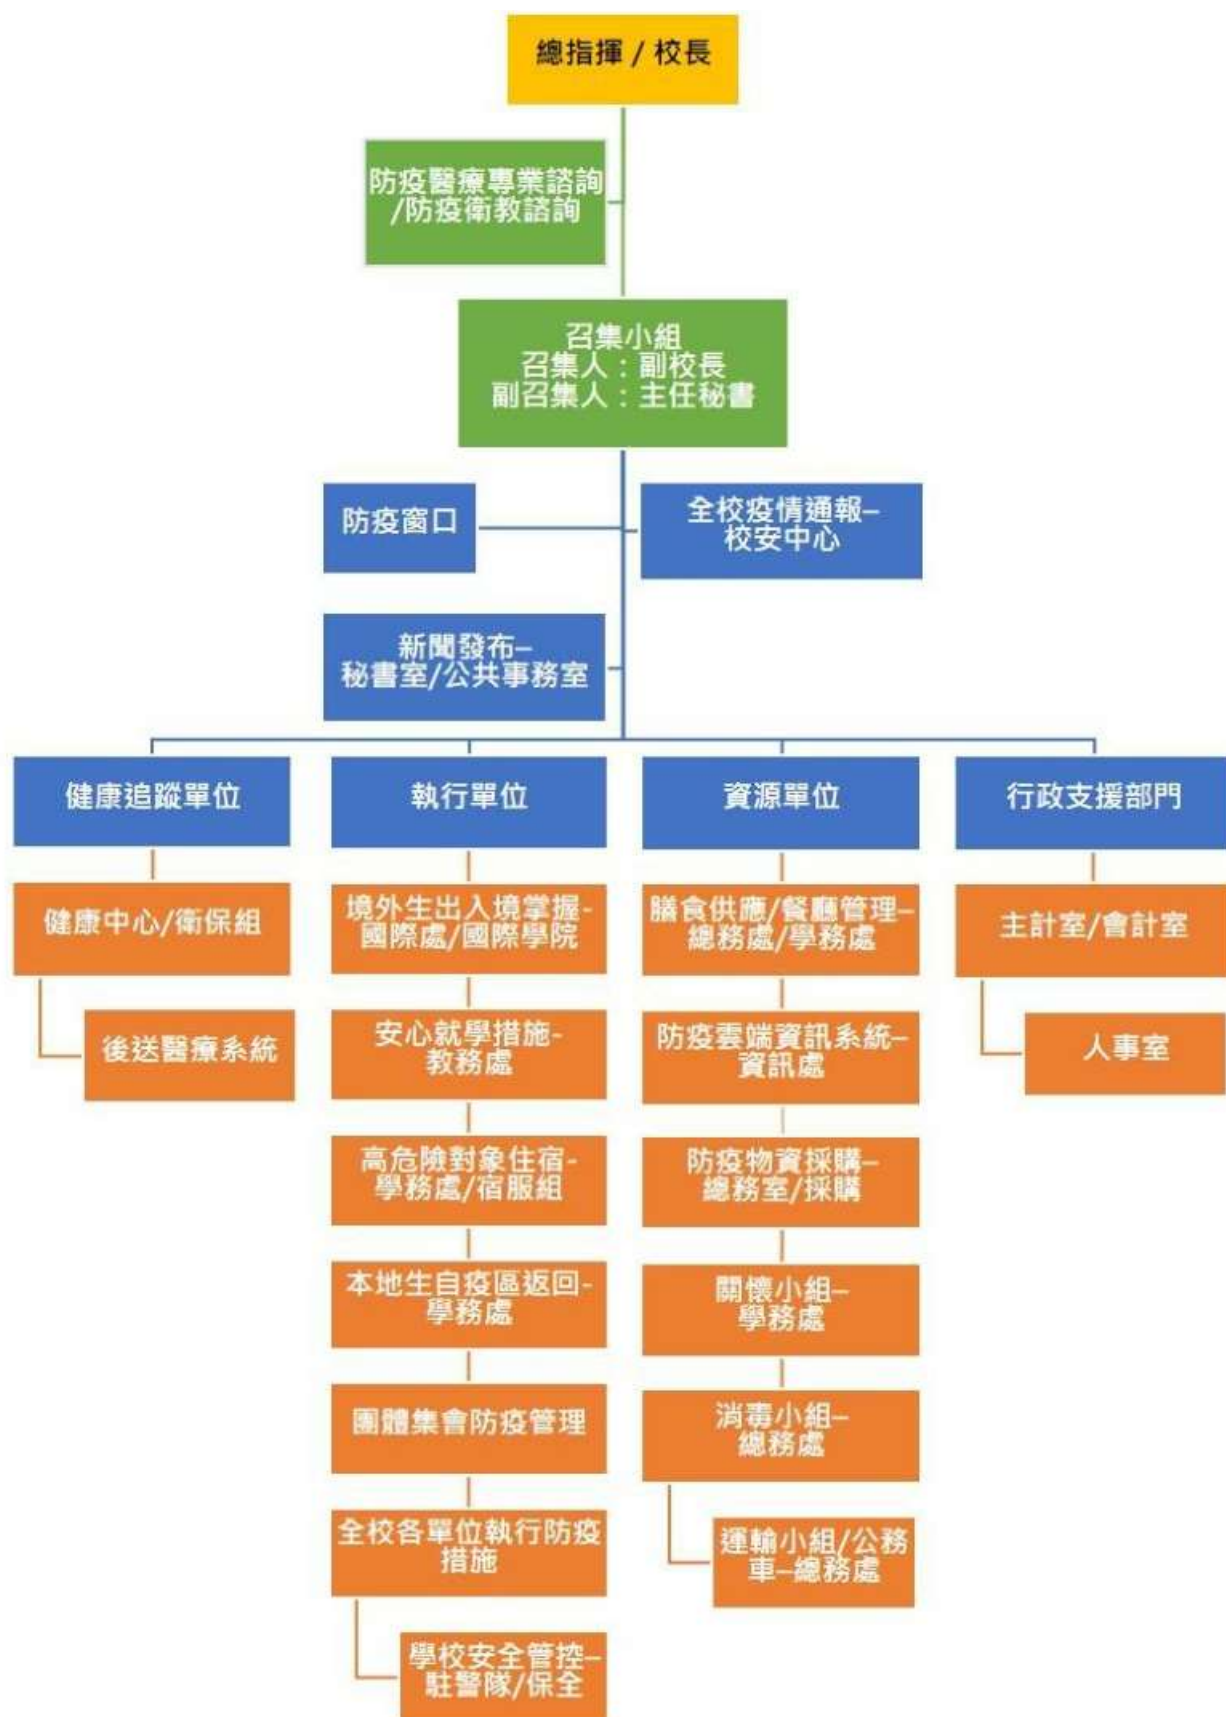 總指揮 / 校長
防疫醫療專業諮詢
/防疫衛教諮詢
召集小組
召集人：副校長
副召集人：主任秘書
防疫窗口
全校疫情通報–
校安中心
新聞發布–
秘書室/公共事務室
健康追蹤單位
健康中心/衛保組
後送醫療系統
執行單位
境外生出入境掌握-
國際處/國際學院
安心就學措施-
教務處
高危險對象住宿-
學務處/宿服組
本地生自疫區返回-
學務處
團體集會防疫管理
全校各單位執行防疫
措施
學校安全管控–
駐警隊/保全
資源單位
膳食供應/餐廳管理–
總務處/學務處
防疫雲端資訊系統–
資訊處
防疫物資採購–
總務室/採購
關懷小組–
學務處
消毒小組–
總務處
運輸小組/公務
車–總務處
行政支援部門
主計室/會計室
人事室